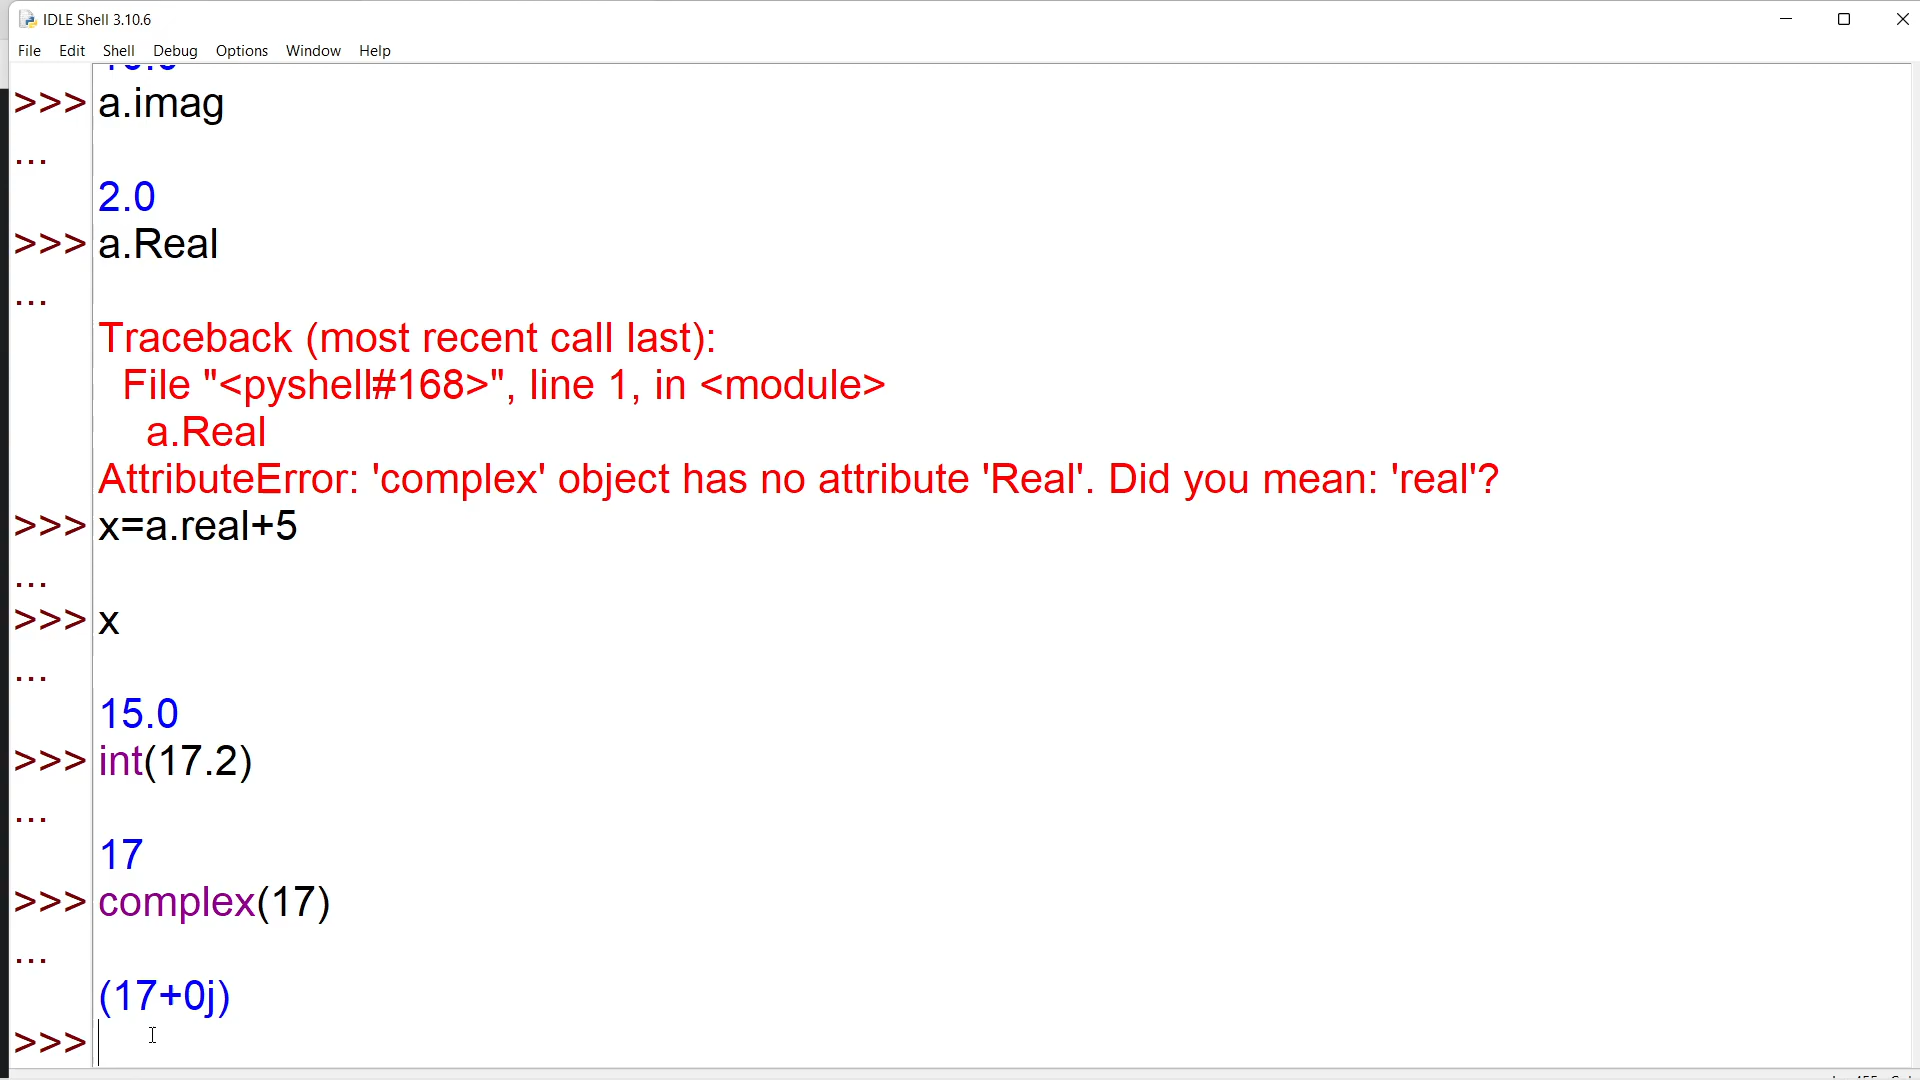 IDLE Shell 3.10.6
File Edit Shell Debug Options Window Help
>>> a.imag
...
2.0
>>> a.Real
...
Traceback (most recent call last):
File "<pyshell#168>", line 1, in <module>
a.Real
AttributeError: 'complex' object has no attribute 'Real'. Did you mean: 'real'?
>>> x=a.real+5
...
>>> x
...
15.0
>>> int(17.2)
...
17
>>> complex(17)
...
(17+0j)
>>>